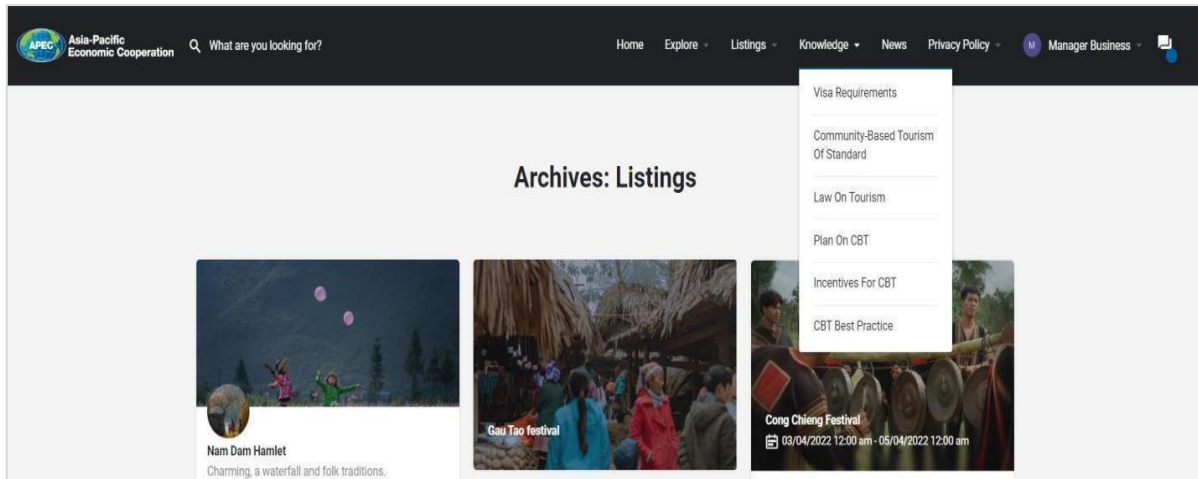 APEC
Asia-Pacific
Economic Cooperation
What are you looking for?
Home
Explore
Listings
Knowledge
News
Privacy Policy
M
Manager Business
Visa Requirements
Community-Based Tourism
Of Standard
Law On Tourism
Plan On CBT
Incentives For CBT
CBT Best Practice
Archives: Listings
Nam Dam Hamlet
Charming, a waterfall and folk traditions.
Gau Tao festival
Cong Chieng Festival
03/04/2022 12:00 am - 05/04/2022 12:00 am